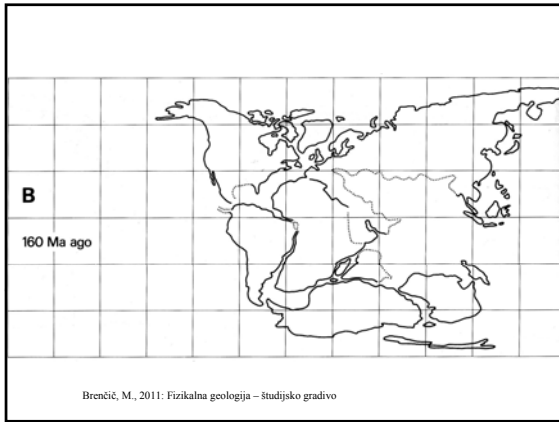 B
160 Ma ago
Brenčič, M., 2011: Fizikalna geologija – študijsko gradivo